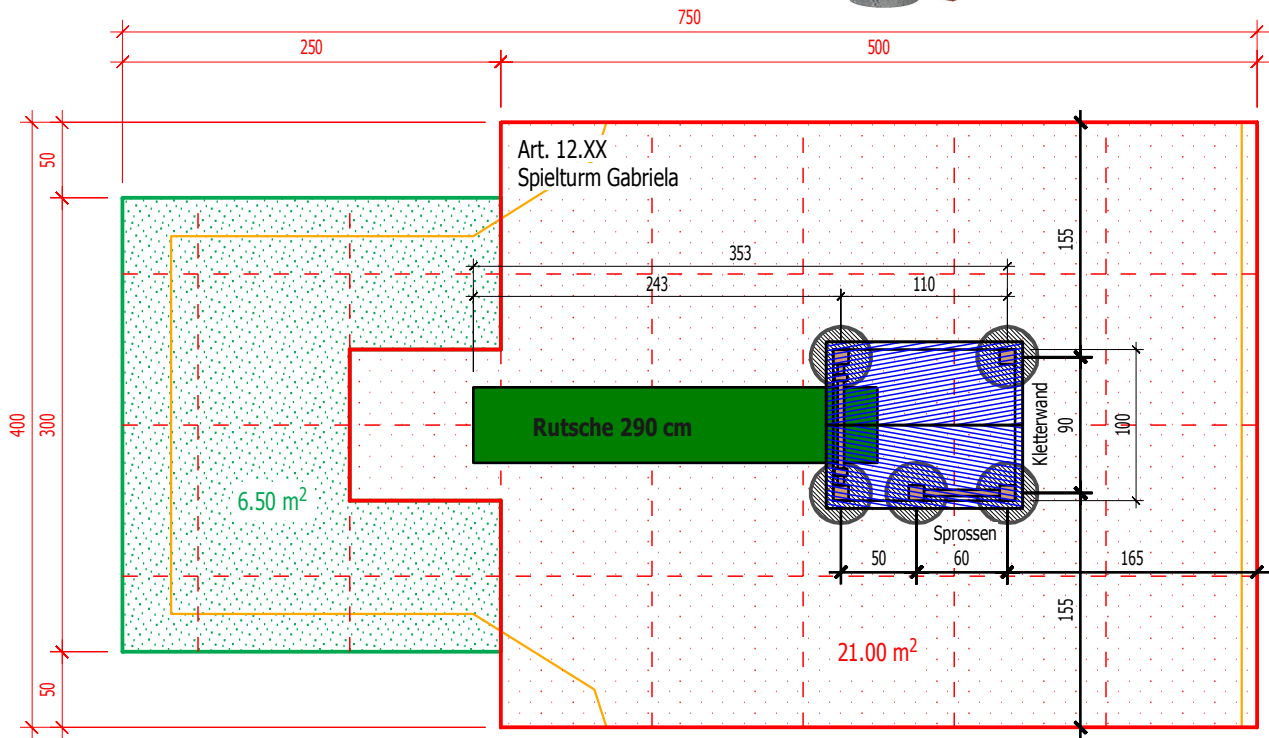 750
250
500
50
Art. 12.XX
Spielturm Gabriela
155
353
243
110
400
300
Rutsche 290 cm
Kletterwand
90
100
6.50 m²
Sprossen
50
60
165
155
21.00 m²
50